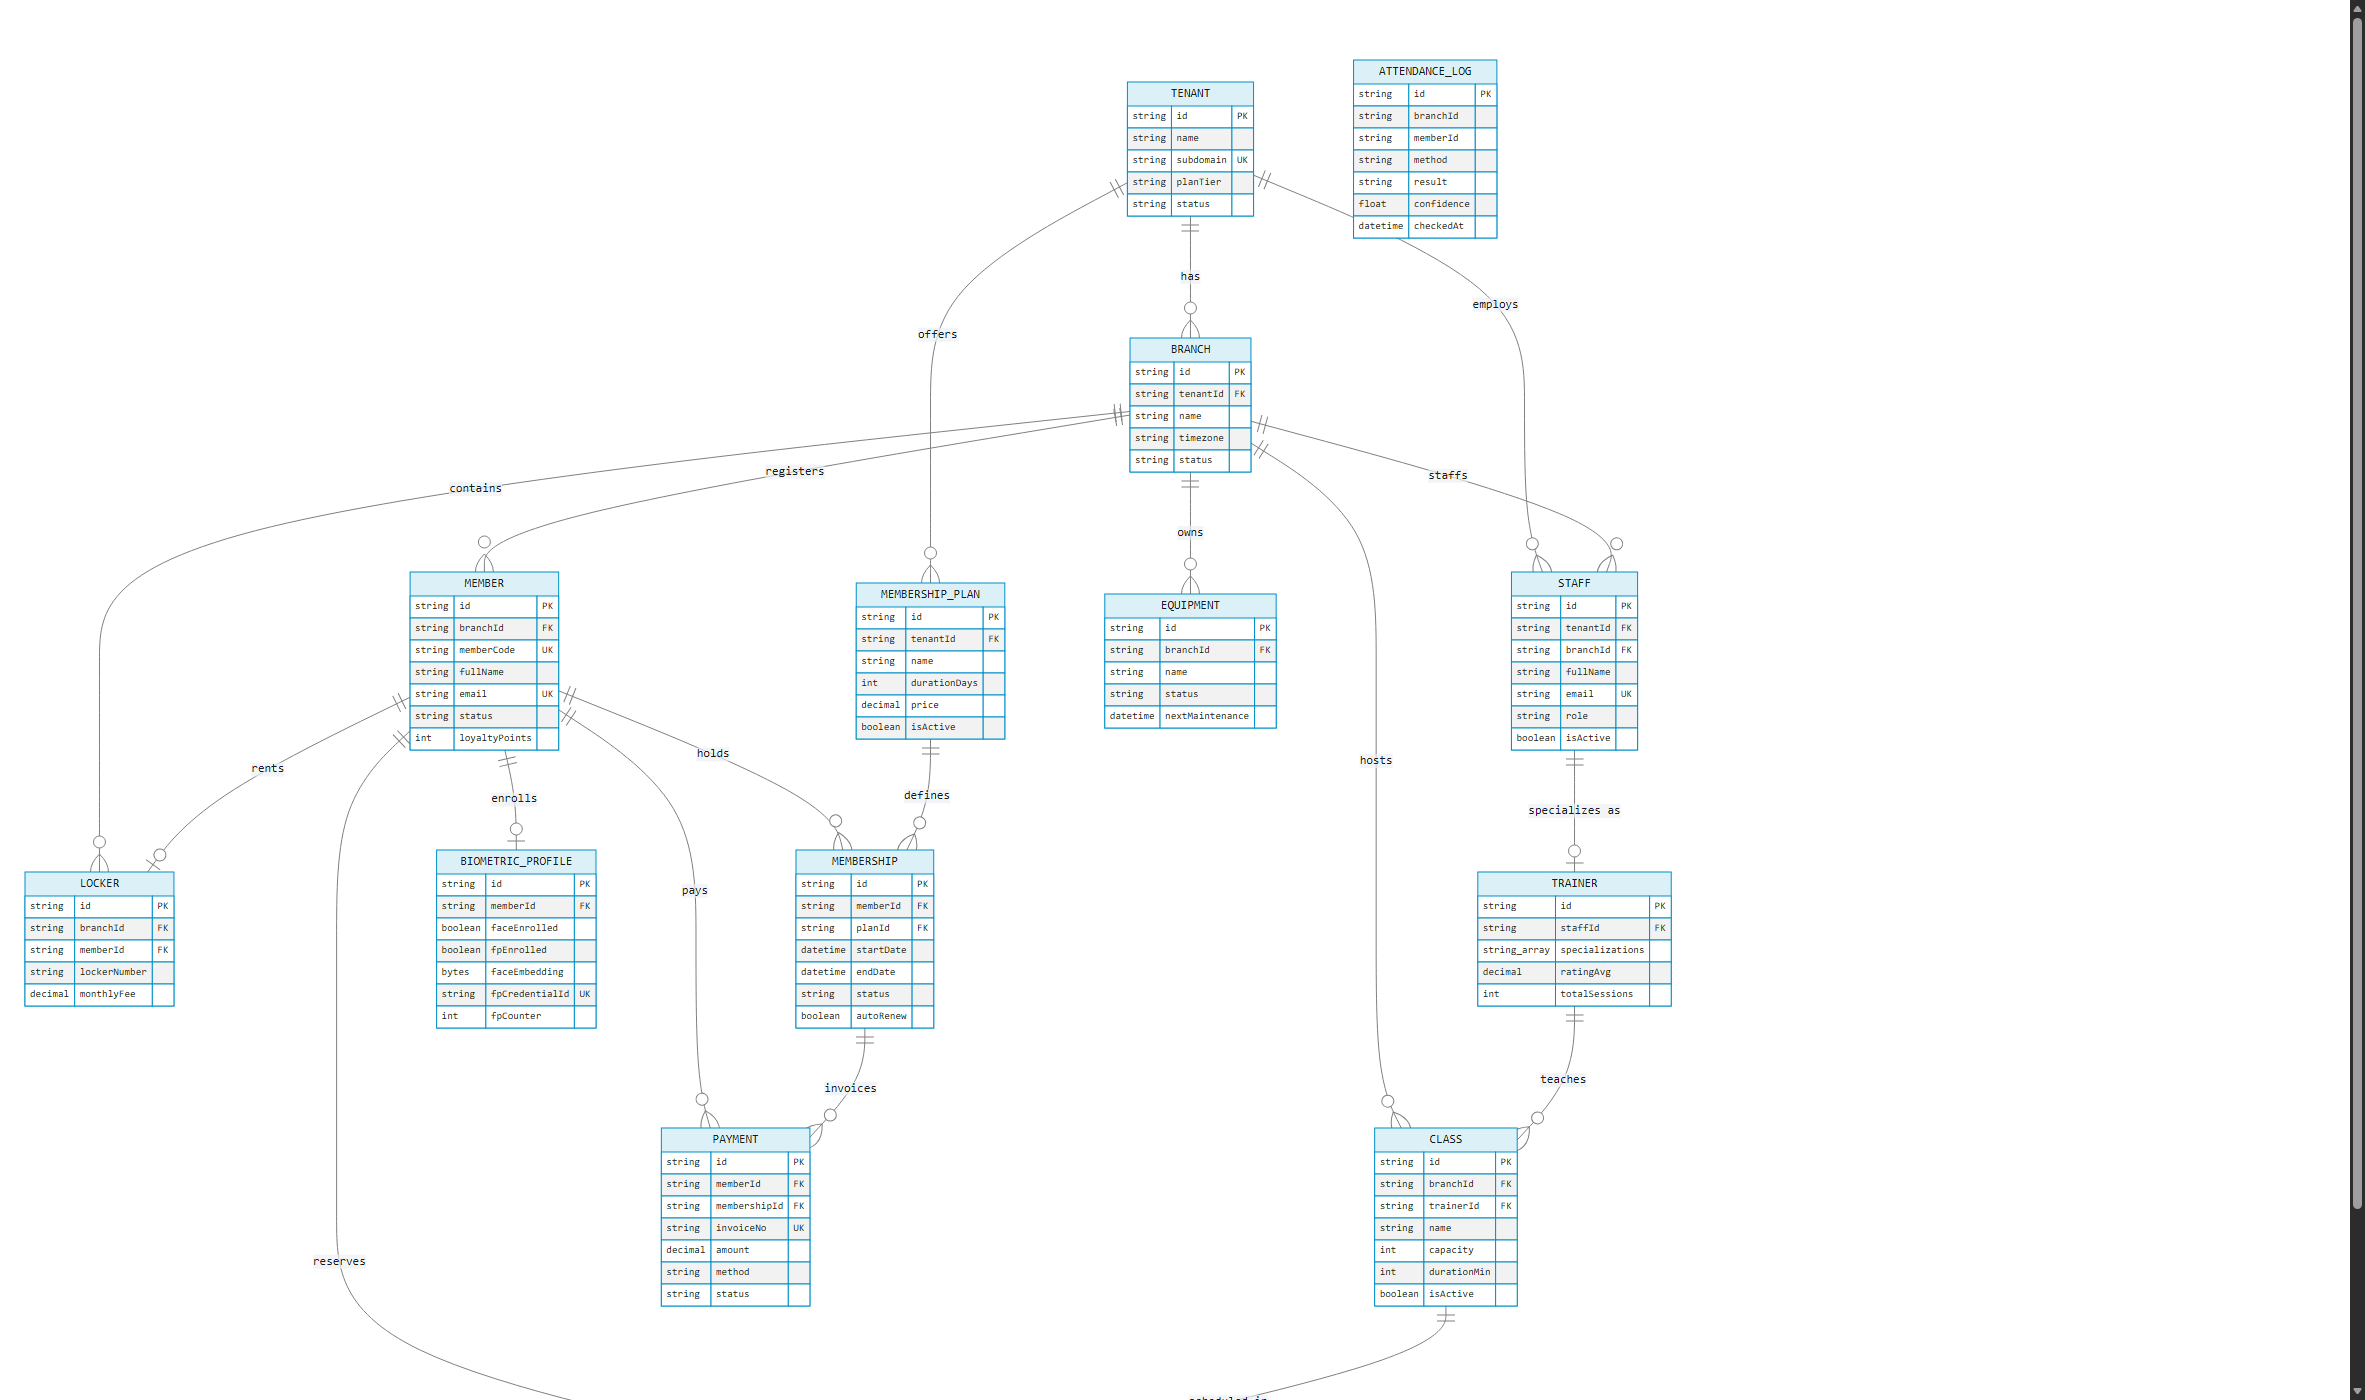 ATTENDANCE_LOG
string id PK
string branchId
string memberId
string method
string result
float confidence
datetime checkedAt
TENANT
string id PK
string name
string subdomain UK
string planTier
string status
has
employs
offers
BRANCH
string id PK
string tenantId FK
string name
string timezone
string status
registers
contains
staffs
owns
MEMBER
string id PK
string branchId FK
string memberCode UK
string fullName
string email UK
string status
int loyaltyPoints
MEMBERSHIP_PLAN
string id PK
string tenantId FK
string name
int durationDays
decimal price
boolean isActive
EQUIPMENT
string id PK
string branchId FK
string name
string status
datetime nextMaintenance
STAFF
string id PK
string tenantId FK
string branchId FK
string fullName
string email UK
string role
boolean isActive
holds
hosts
rents
enrolls
defines
specializes as
LOCKER
string id PK
string branchId FK
string memberId FK
string lockerNumber
decimal monthlyFee
BIOMETRIC_PROFILE
string id PK
string memberId FK
boolean faceEnrolled
boolean fpEnrolled
bytes faceEmbedding
string fpCredentialId UK
int fpCounter
pays
MEMBERSHIP
string id PK
string memberId FK
string planId FK
datetime startDate
datetime endDate
string status
boolean autoRenew
TRAINER
string id PK
string staffId FK
string_array specializations
decimal ratingAvg
int totalSessions
invoices
teaches
PAYMENT
string id PK
string memberId FK
string membershipId FK
string invoiceNo UK
decimal amount
string method
string status
CLASS
string id PK
string branchId FK
string trainerId FK
string name
int capacity
int durationMin
boolean isActive
reserves